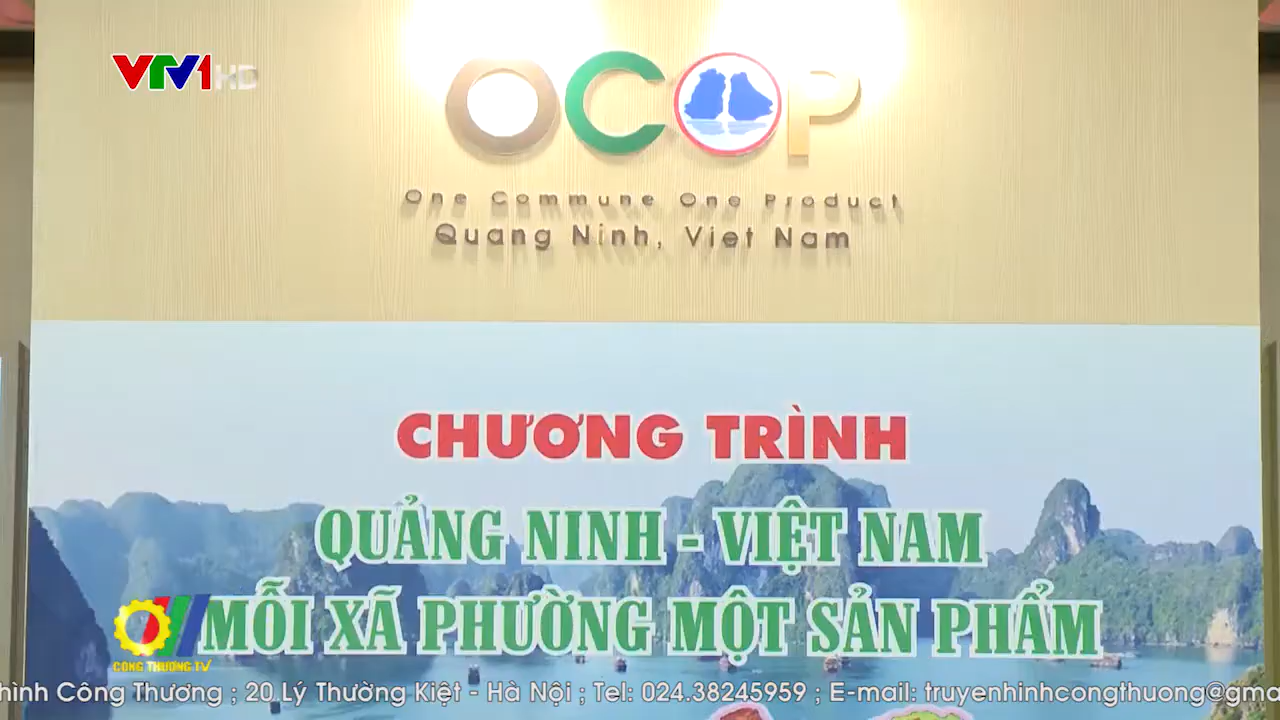 VTV1 HD
OCOP
One Commune One Product
Quang Ninh, Viet Nam
CHƯƠNG TRÌNH
QUẢNG NINH - VIỆT NAM
MỖI XÃ PHƯỜNG MỘT SẢN PHẨM
CÔNG THƯƠNG TV
hình Công Thương ; 20 Lý Thường Kiệt - Hà Nội ; Tel: 024.38245959 ; E-mail: truyenhinhcongthuong@gma